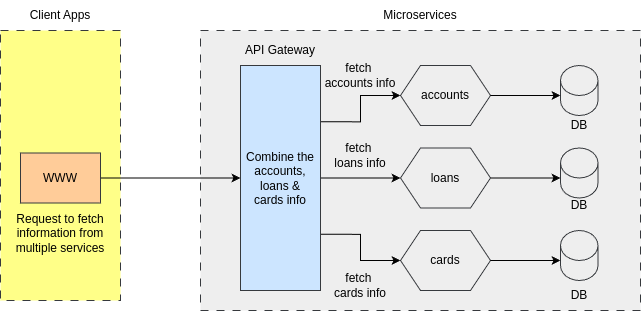 Client Apps
Microservices
API Gateway
WWW
Request to fetch
information from
multiple services
Combine the
accounts,
loans &
cards info
fetch
accounts info
accounts
DB
fetch
loans info
loans
DB
fetch
cards info
cards
DB